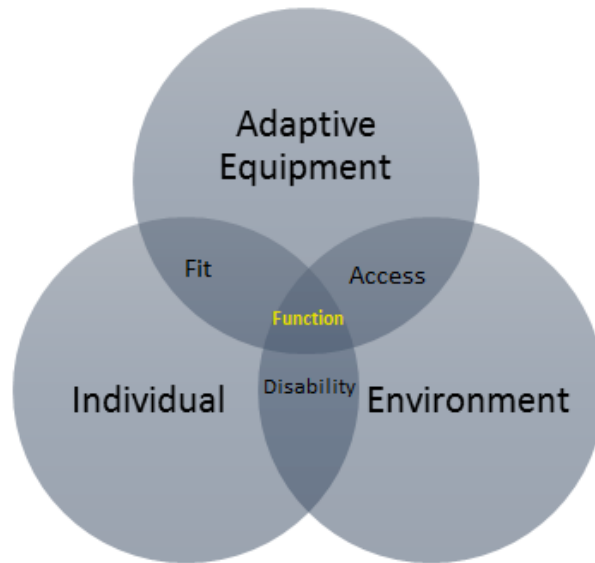 Adaptive
Equipment
Fit
Access
Function
Disability
Individual
Environment